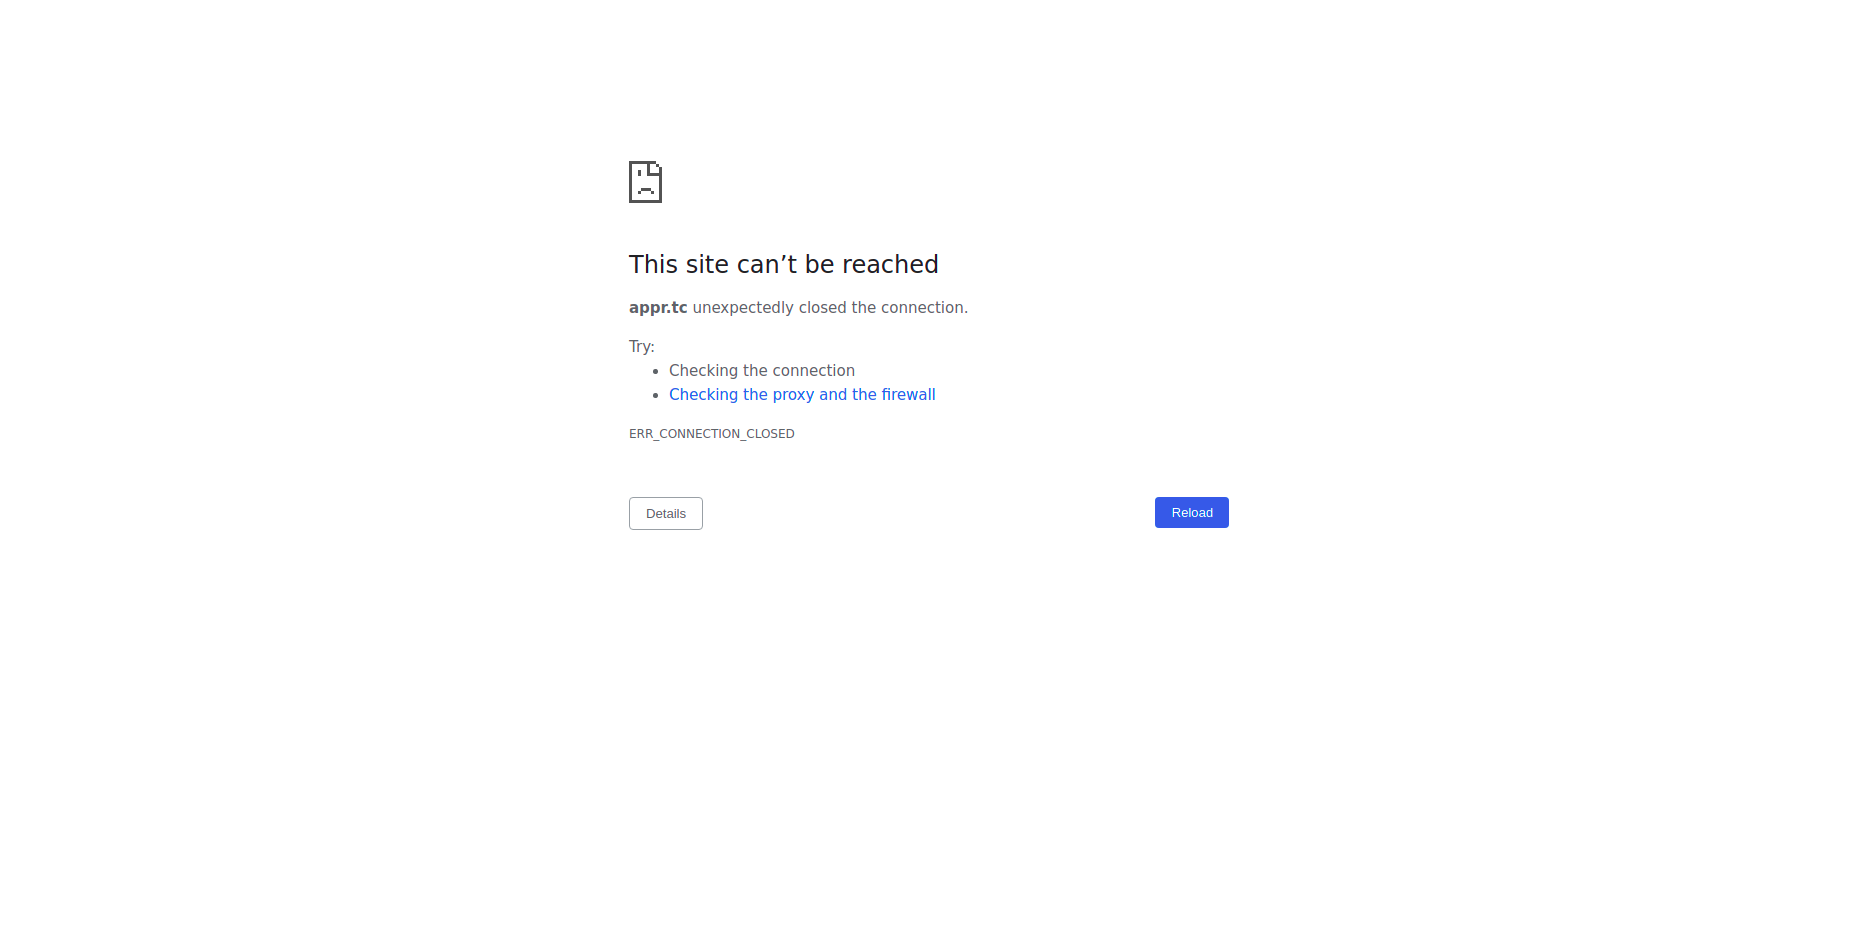 This site can’t be reached
appr.tc unexpectedly closed the connection.
Try:
Checking the connection
Checking the proxy and the firewall
ERR_CONNECTION_CLOSED
Details
Reload